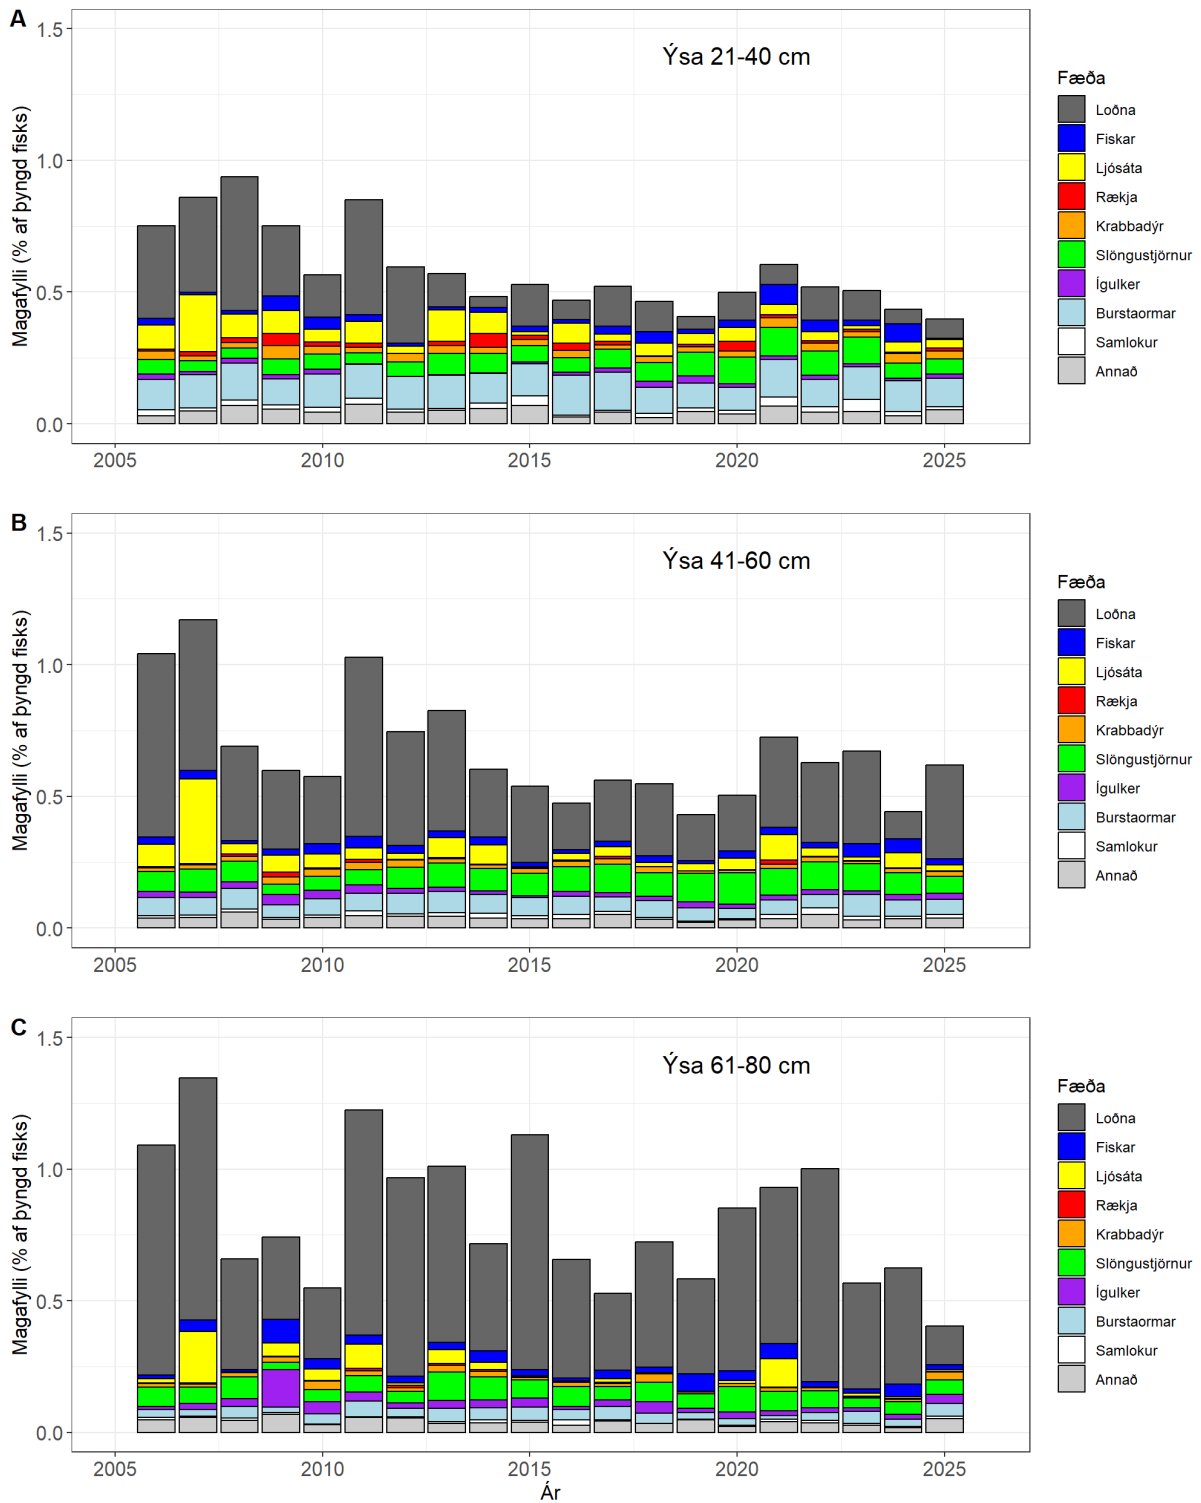 A
Ýsa 21-40 cm
Magafylli (% af þyngd fisks)
1.5
1.0
0.5
0.0
2005 2010 2015 2020 2025
Fæða
Loðna
Fiskar
Ljósáta
Rækja
Krabbadýr
Slöngustjörnur
Ígulker
Burstaormar
Samlokur
Annað
B
Ýsa 41-60 cm
Magafylli (% af þyngd fisks)
1.5
1.0
0.5
0.0
2005 2010 2015 2020 2025
Fæða
Loðna
Fiskar
Ljósáta
Rækja
Krabbadýr
Slöngustjörnur
Ígulker
Burstaormar
Samlokur
Annað
C
Ýsa 61-80 cm
Magafylli (% af þyngd fisks)
1.5
1.0
0.5
0.0
2005 2010 2015 2020 2025
Ár
Fæða
Loðna
Fiskar
Ljósáta
Rækja
Krabbadýr
Slöngustjörnur
Ígulker
Burstaormar
Samlokur
Annað